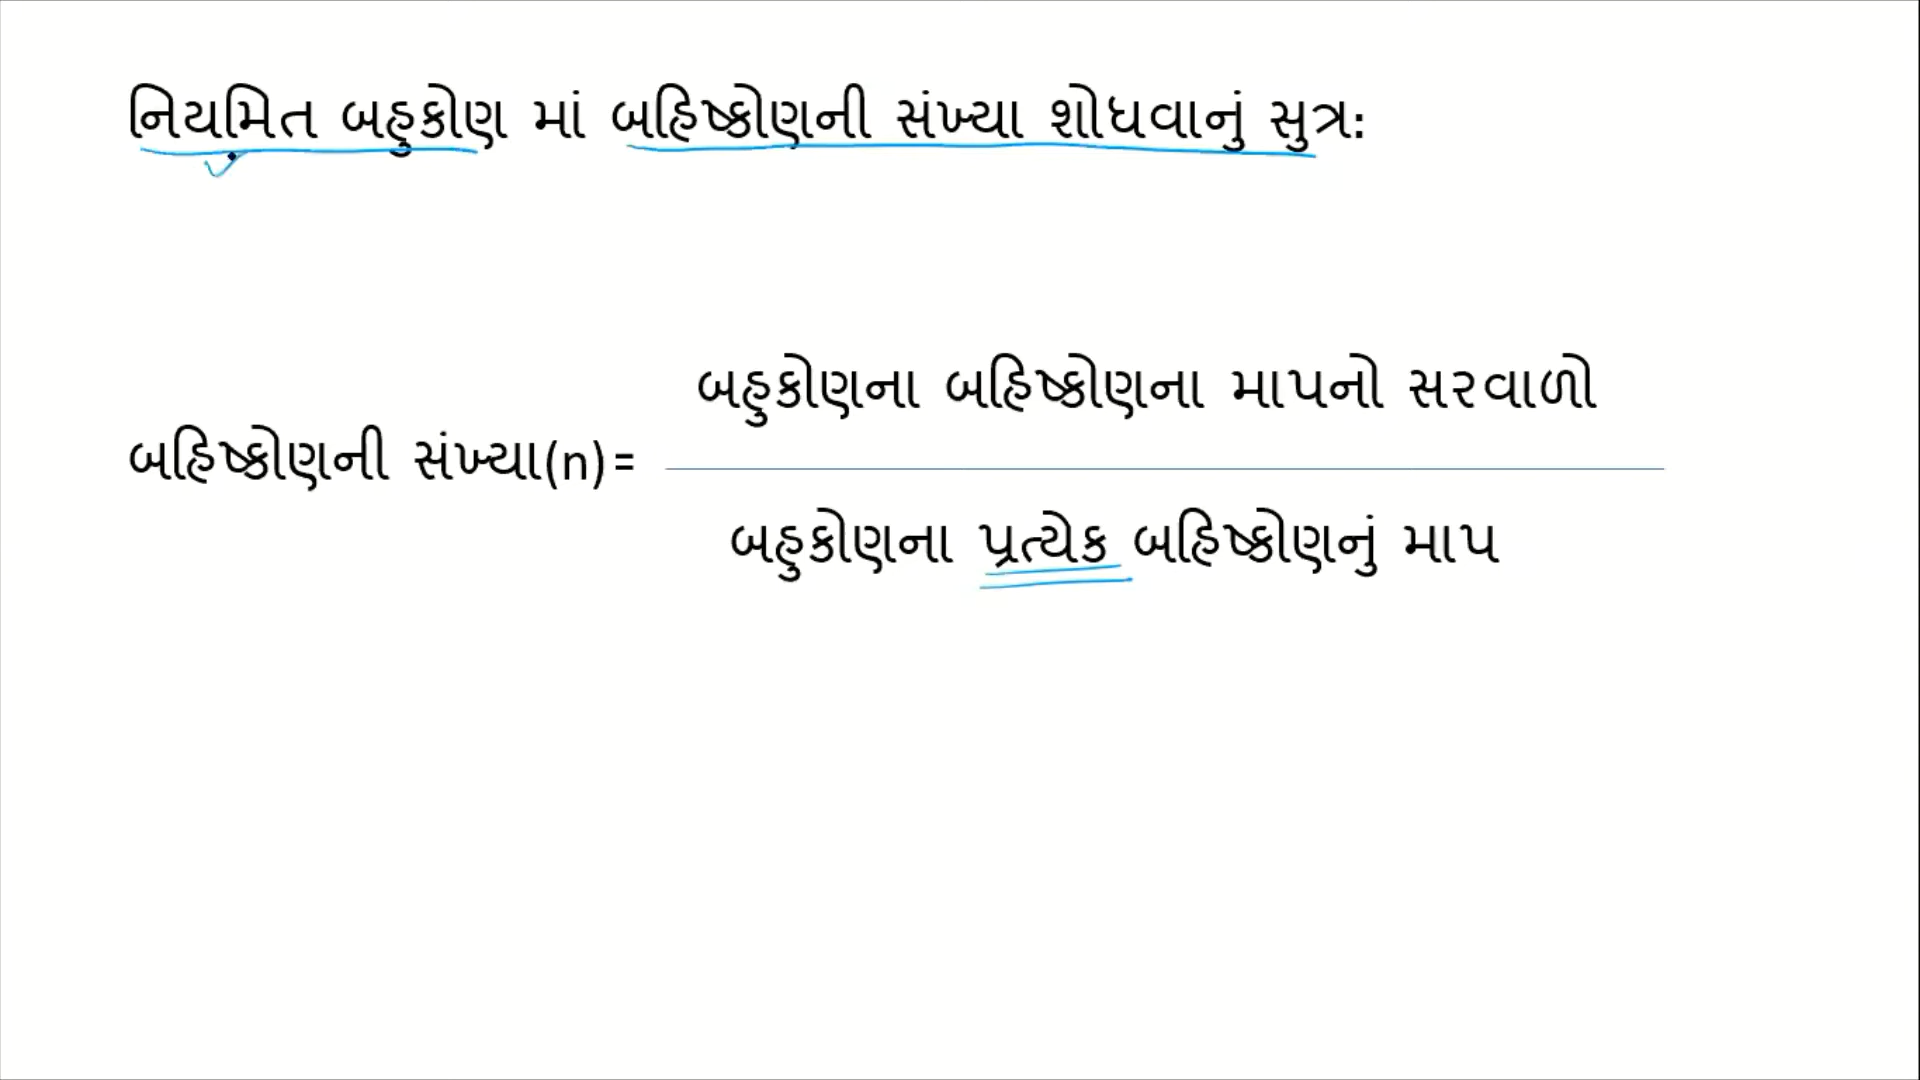 નિયમિત બહુકોણ માં બહિષ્કોણની સંખ્યા શોધવાનું સુત્ર:
બહુકોણના બહિષ્કોણના માપનો સરવાળો
બહિષ્કોણની સંખ્યા(n)=
બહુકોણના પ્રત્યેક બહિષ્કોણનું માપ